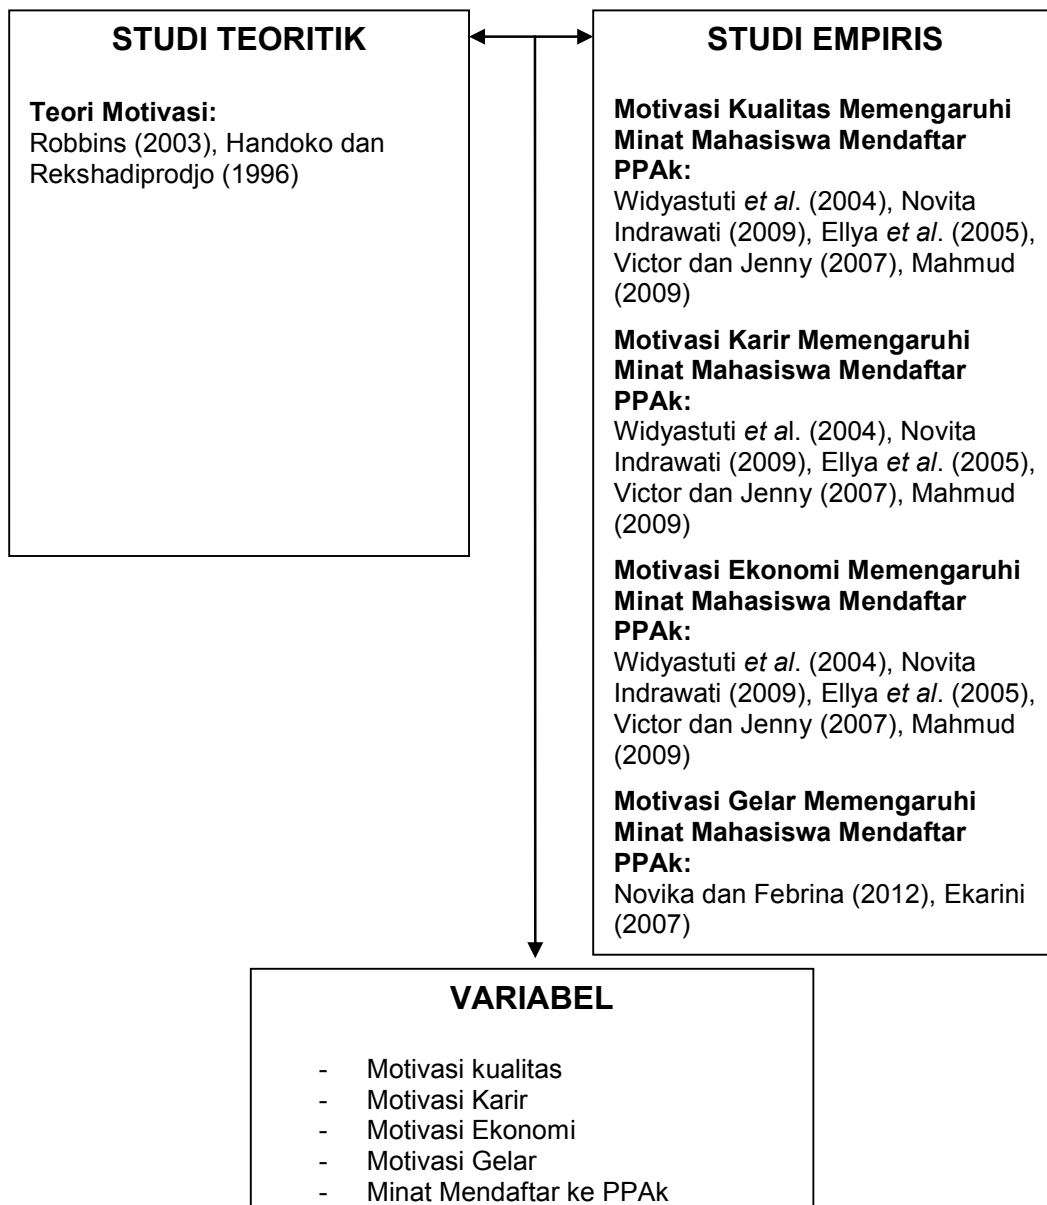 STUDI TEORITIK
Teori Motivasi:
Robbins (2003), Handoko dan
Rekshadiprodjo (1996)
STUDI EMPIRIS
Motivasi Kualitas Memengaruhi
Minat Mahasiswa Mendaftar
PPAk:
Widyastuti et al. (2004), Novita
Indrawati (2009), Ellya et al. (2005),
Victor dan Jenny (2007), Mahmud
(2009)
Motivasi Karir Memengaruhi
Minat Mahasiswa Mendaftar
PPAk:
Widyastuti et al. (2004), Novita
Indrawati (2009), Ellya et al. (2005),
Victor dan Jenny (2007), Mahmud
(2009)
Motivasi Ekonomi Memengaruhi
Minat Mahasiswa Mendaftar
PPAk:
Widyastuti et al. (2004), Novita
Indrawati (2009), Ellya et al. (2005),
Victor dan Jenny (2007), Mahmud
(2009)
Motivasi Gelar Memengaruhi
Minat Mahasiswa Mendaftar
PPAk:
Novika dan Febrina (2012), Ekarini
(2007)
VARIABEL
- Motivasi kualitas
- Motivasi Karir
- Motivasi Ekonomi
- Motivasi Gelar
- Minat Mendaftar ke PPAk